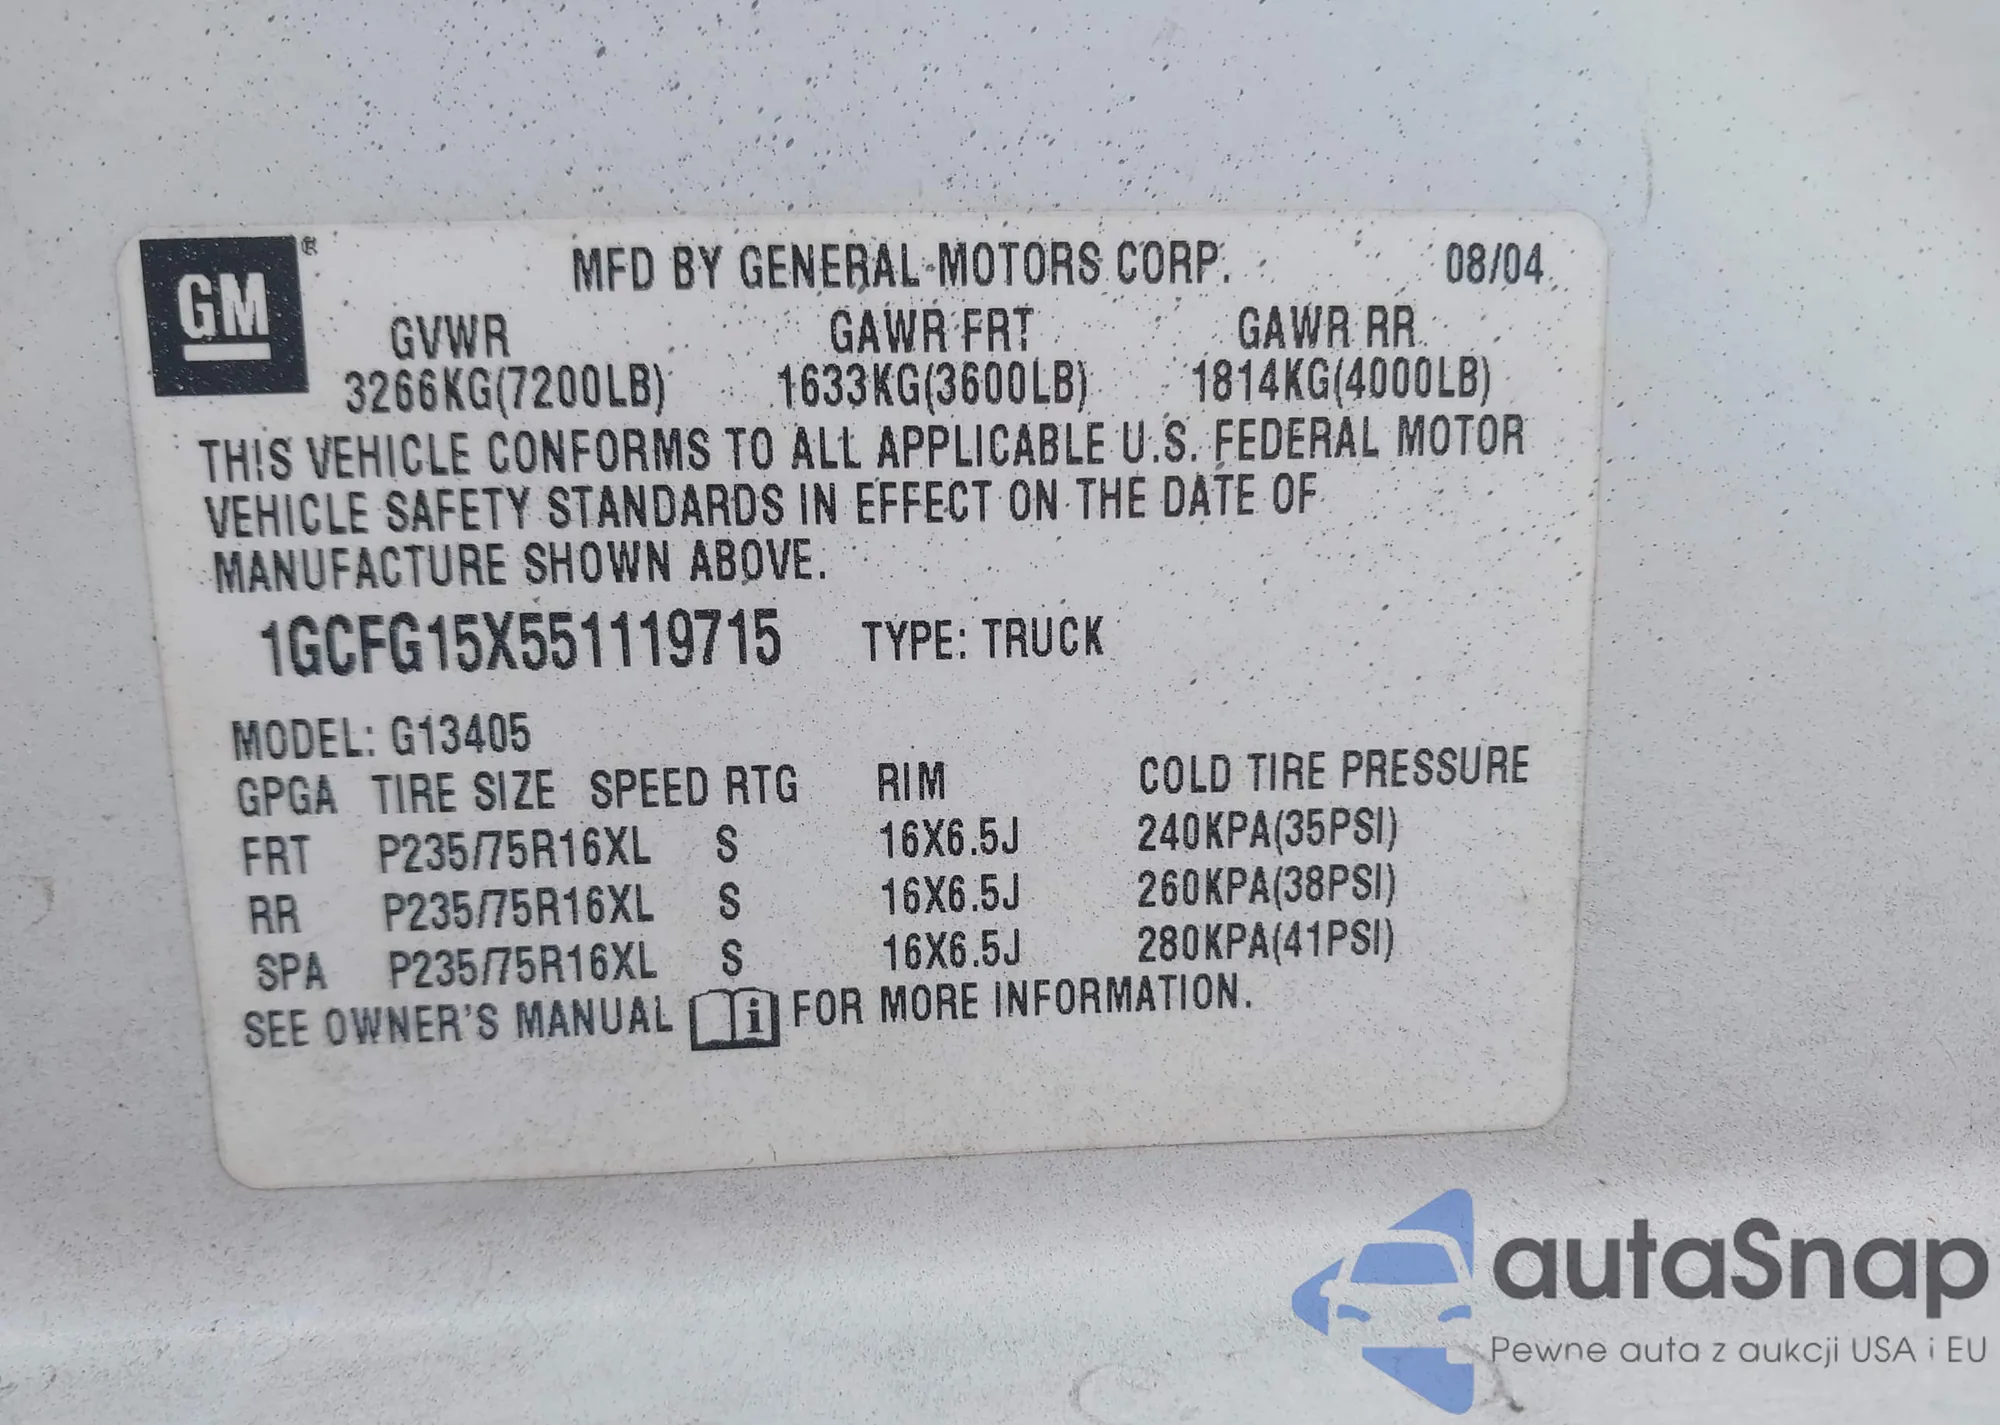 GM ®
MFD BY GENERAL MOTORS CORP. 08/04
GVWR GAWR FRT GAWR RR
3266KG(7200LB) 1633KG(3600LB) 1814KG(4000LB)
THIS VEHICLE CONFORMS TO ALL APPLICABLE U.S. FEDERAL MOTOR
VEHICLE SAFETY STANDARDS IN EFFECT ON THE DATE OF
MANUFACTURE SHOWN ABOVE.
1GCFG15X551119715 TYPE: TRUCK
MODEL: G13405
GPGA TIRE SIZE SPEED RTG RIM COLD TIRE PRESSURE
FRT P235/75R16XL S 16X6.5J 240KPA(35PSI)
RR P235/75R16XL S 16X6.5J 260KPA(38PSI)
SPA P235/75R16XL S 16X6.5J 280KPA(41PSI)
SEE OWNER'S MANUAL i FOR MORE INFORMATION.
autaSnap
Pewne auta z aukcji USA i EU